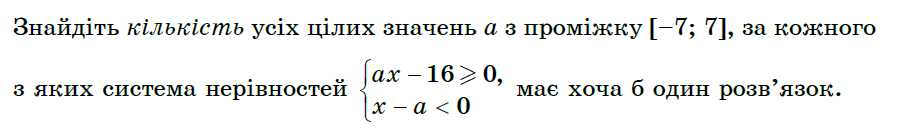 Знайдіть кількість усіх цілих значень a з проміжку [−7; 7], за кожного
з яких система нерівностей { ax − 16 ⩾ 0, x − a < 0 має хоча б один розв’язок.